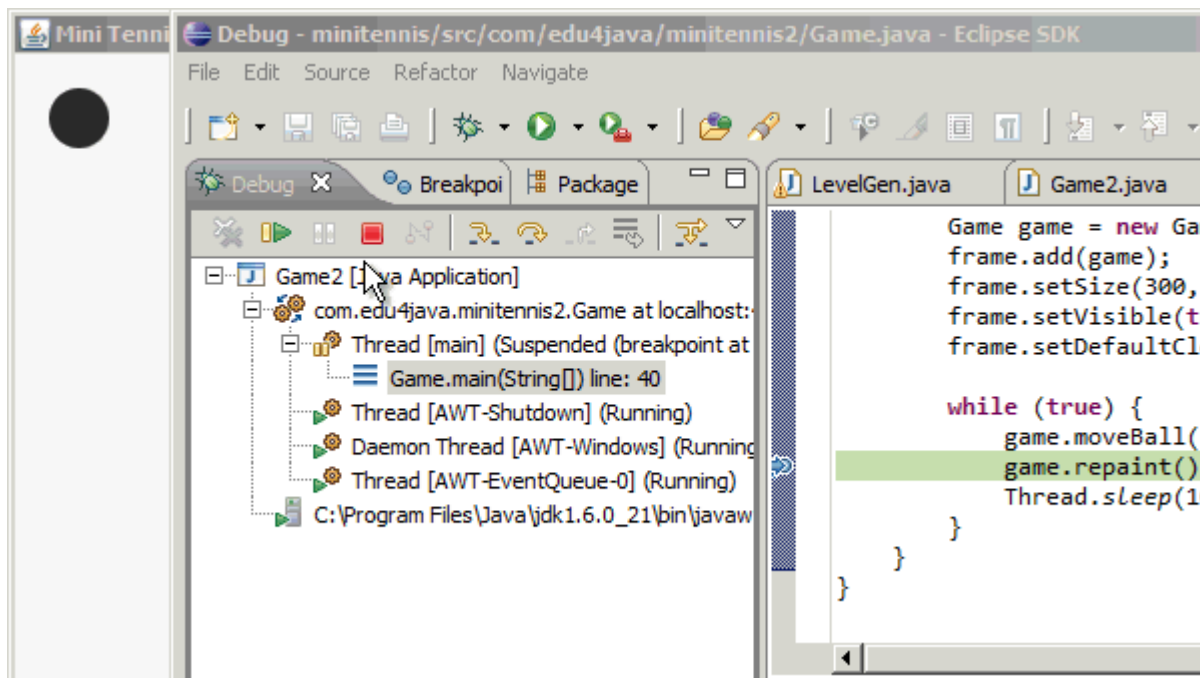 Mini Tenni
Debug - minitennis/src/com/edu4java/minitennis2/Game.java - Eclipse SDK
File Edit Source Refactor Navigate
Debug Breakpoi Package
LevelGen.java Game2.java
Game2 [Java Application]
com.edu4java.minitennis2.Game at localhost:
Thread [main] (Suspended (breakpoint at
Game.main(String[]) line: 40
Thread [AWT-Shutdown] (Running)
Daemon Thread [AWT-Windows] (Running
Thread [AWT-EventQueue-0] (Running)
C:\Program Files\Java\jdk1.6.0_21\bin\javaw
Game game = new Ga
frame.add(game);
frame.setSize(300,
frame.setVisible(t
frame.setDefaultCl
while (true) {
game.moveBall(
game.repaint()
Thread.sleep(1
}
}
}